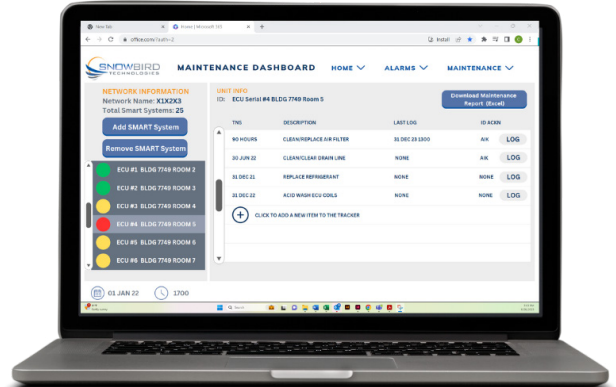 New Tab
Home | Microsoft 365
office.com/?auth=2
Install
SNOWBIRD
TECHNOLOGIES
MAINTENANCE DASHBOARD
HOME
ALARMS
MAINTENANCE
NETWORK INFORMATION
Network Name: X1X2X3
Total Smart Systems: 25
Add SMART System
Remove SMART System
ECU #1 BLDG 7749 ROOM 2
ECU #2 BLDG 7749 ROOM 3
ECU #3 BLDG 7749 ROOM 4
ECU #4 BLDG 7749 ROOM 5
ECU #5 BLDG 7749 ROOM 6
ECU #6 BLDG 7749 ROOM 7
UNIT INFO
ID: ECU Serial #4 BLDG 7749 Room 5
Download Maintenance
Report (Excel)
TNS DESCRIPTION LAST LOG ID ACKN
90 HOURS CLEAN/REPLACE AIR FILTER 31 DEC 23 1300 AIK LOG
30 JUN 22 CLEAN/CLEAR DRAIN LINE NONE AIK LOG
31 DEC 21 REPLACE REFRIGERANT NONE NONE LOG
31 DEC 22 ACID WASH ECU COILS NONE NONE LOG
CLICK TO ADD A NEW ITEM TO THE TRACKER
01 JAN 22 1700
Search